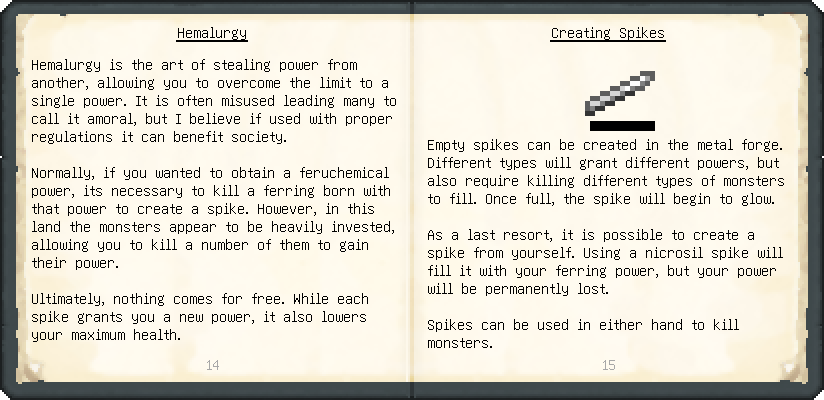 Hemalurgy
Hemalurgy is the art of stealing power from
another, allowing you to overcome the limit to a
single power. It is often misused leading many to
call it amoral, but I believe if used with proper
regulations it can benefit society.
Normally, if you wanted to obtain a feruchemical
power, its necessary to kill a ferring born with
that power to create a spike. However, in this
land the monsters appear to be heavily invested,
allowing you to kill a number of them to gain
their power.
Ultimately, nothing comes for free. While each
spike grants you a new power, it also lowers
your maximum health.
14
Creating Spikes
Empty spikes can be created in the metal forge.
Different types will grant different powers, but
also require killing different types of monsters
to fill. Once full, the spike will begin to glow.
As a last resort, it is possible to create a
spike from yourself. Using a nicrosil spike will
fill it with your ferring power, but your power
will be permanently lost.
Spikes can be used in either hand to kill
monsters.
15